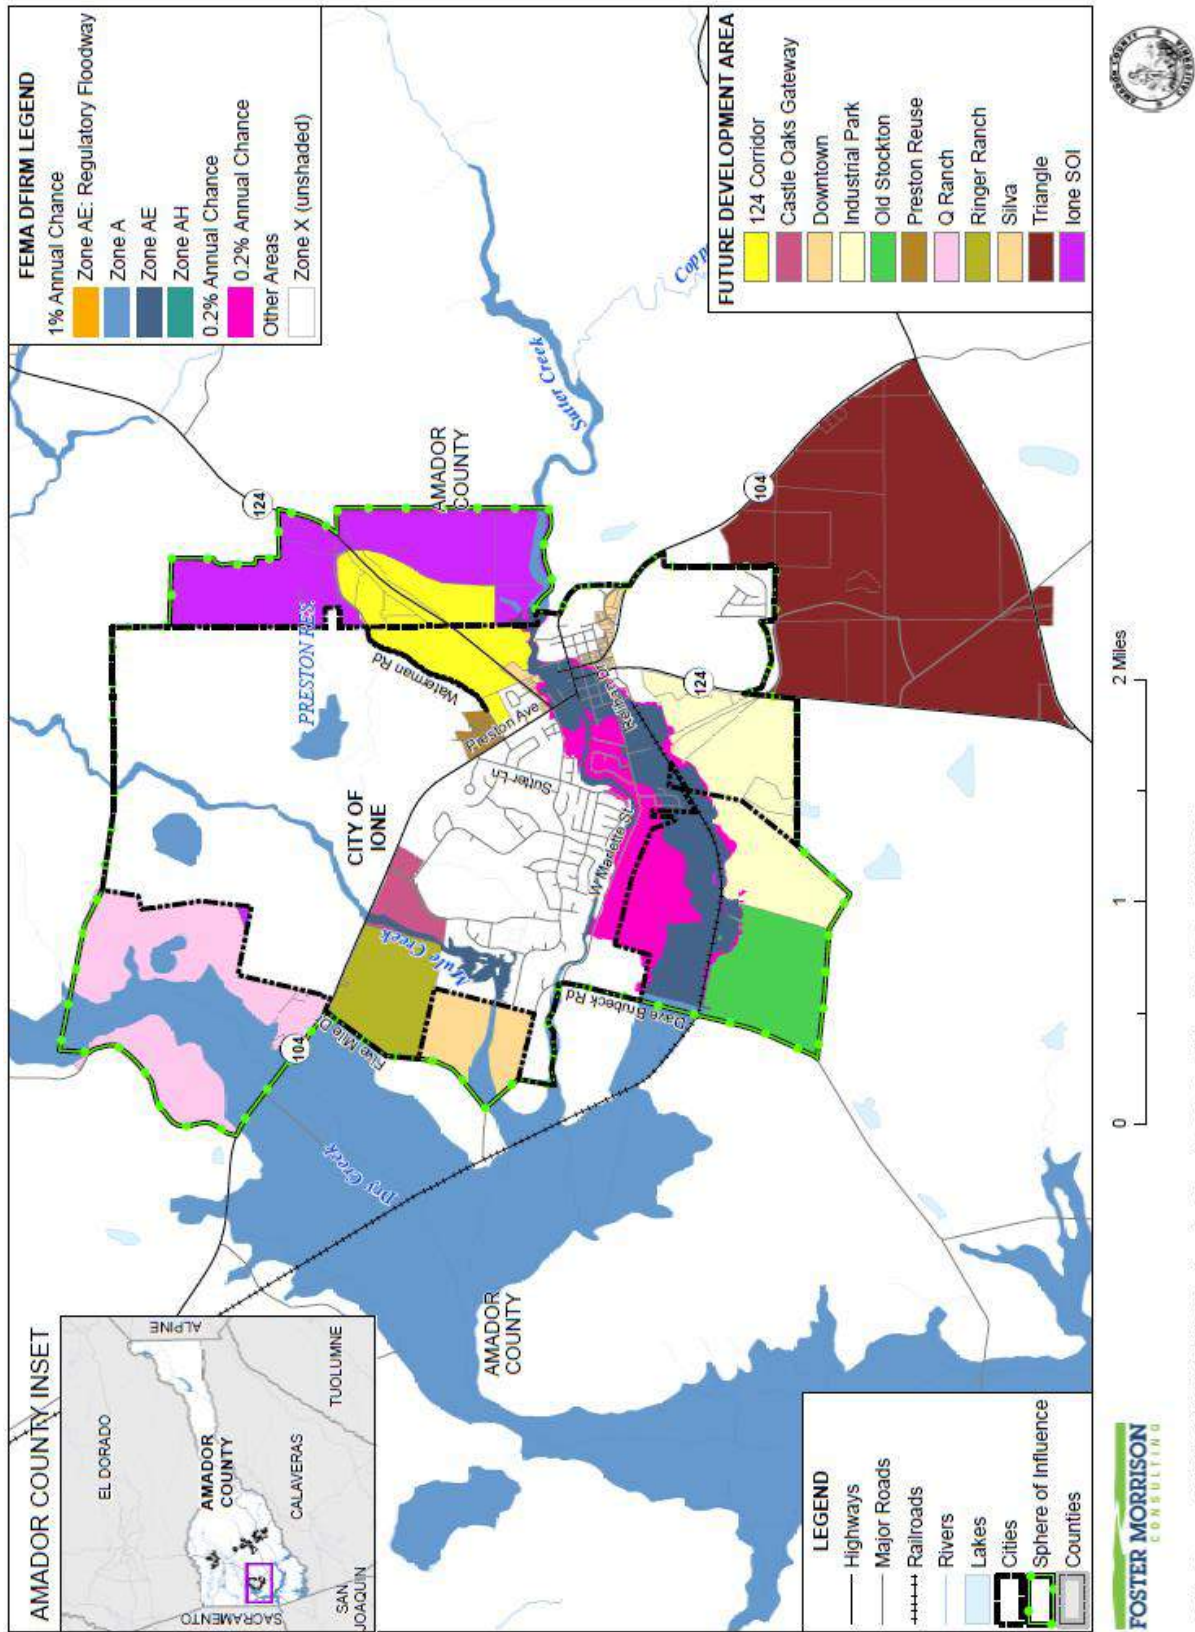 AMADOR COUNTY INSET
EL DORADO
ALPINE
AMADOR
COUNTY
SACRAMENTO
CALAVERAS
TUOLUMNE
SAN
JOAQUIN
FEMA DFIRM LEGEND
1% Annual Chance
Zone AE: Regulatory Floodway
Zone A
Zone AE
Zone AH
0.2% Annual Chance
0.2% Annual Chance
Other Areas
Zone X (unshaded)
104
Five Mile D
Dry Creek
Mule Creek
CITY OF
IONE
PRESTON RES.
Waterman Rd
Preston Ave
Sutter Ln
W Marlette St
Dave Brubeck Rd
124
AMADOR
COUNTY
Sutter Creek
Copp
104
124
AMADOR
COUNTY
LEGEND
Highways
Major Roads
Railroads
Rivers
Lakes
Cities
Sphere of Influence
Counties
FUTURE DEVELOPMENT AREA
124 Corridor
Castle Oaks Gateway
Downtown
Industrial Park
Old Stockton
Preston Reuse
Q Ranch
Ringer Ranch
Silva
Triangle
Ione SOI
0
1
2 Miles
FOSTER MORRISON
CONSULTING
AMADOR COUNTY
CALIFORNIA